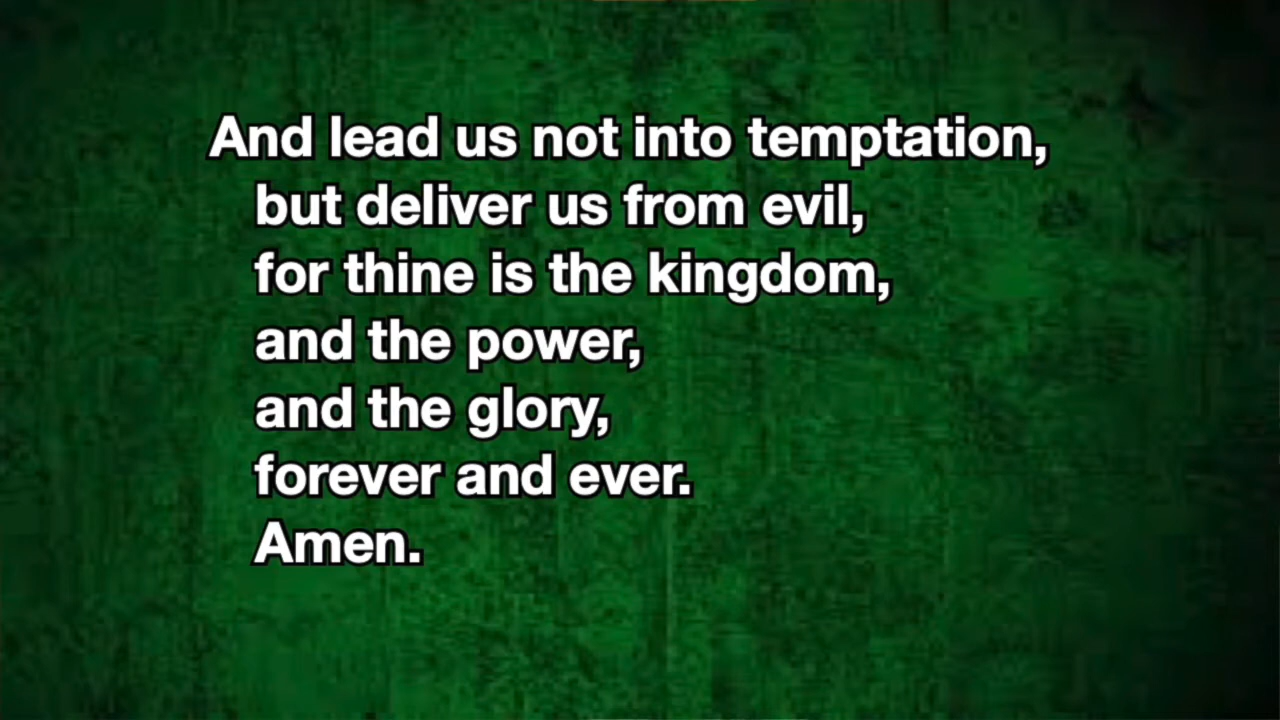 And lead us not into temptation,
but deliver us from evil,
for thine is the kingdom,
and the power,
and the glory,
forever and ever.
Amen.